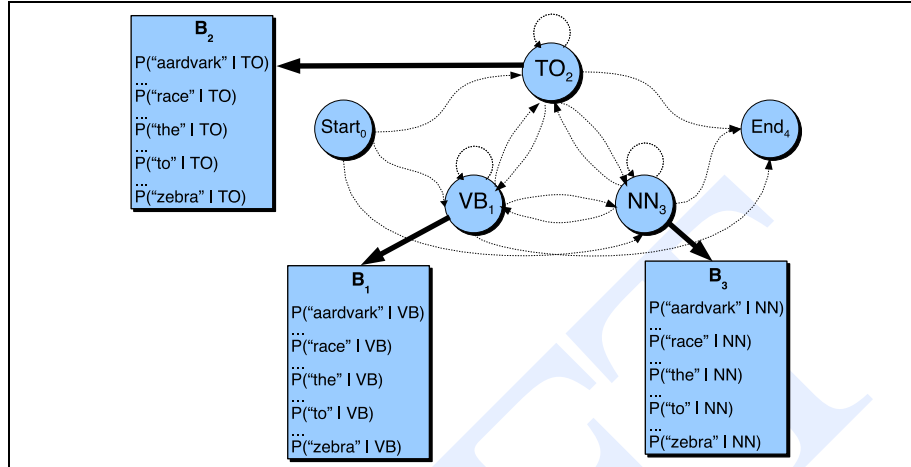 B2
P("aardvark" | TO)
...
P("race" | TO)
...
P("the" | TO)
...
P("to" | TO)
...
P("zebra" | TO)
TO2
Start0
End4
VB1
NN3
B1
P("aardvark" | VB)
...
P("race" | VB)
...
P("the" | VB)
...
P("to" | VB)
...
P("zebra" | VB)
B3
P("aardvark" | NN)
...
P("race" | NN)
...
P("the" | NN)
...
P("to" | NN)
...
P("zebra" | NN)